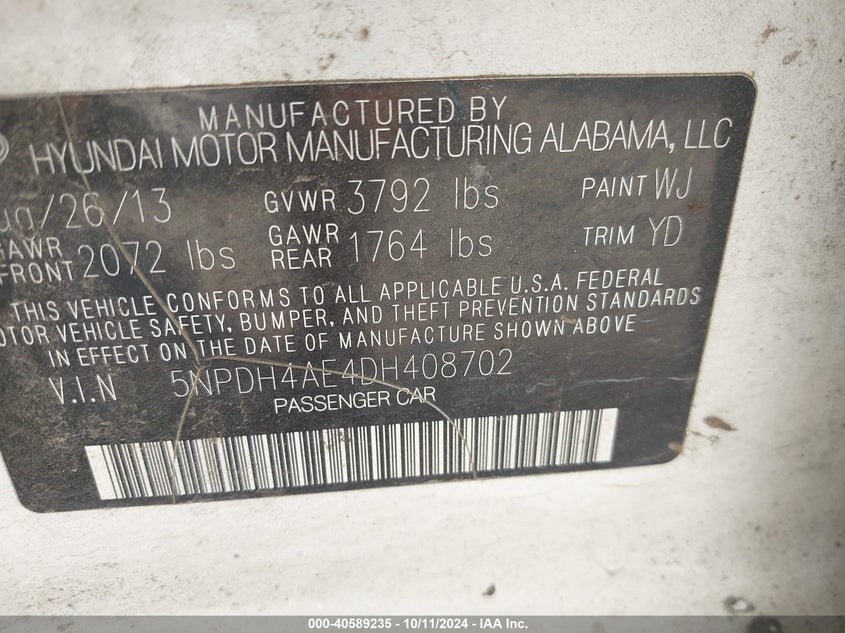 MANUFACTURED BY
HYUNDAI MOTOR MANUFACTURING ALABAMA, LLC
ug/26/13 GVWR 3792 lbs PAINT WJ
GAWR FRONT 2072 lbs GAWR REAR 1764 lbs TRIM YD
THIS VEHICLE CONFORMS TO ALL APPLICABLE U.S.A. FEDERAL
OTOR VEHICLE SAFETY, BUMPER, AND THEFT PREVENTION STANDARDS
IN EFFECT ON THE DATE OF MANUFACTURE SHOWN ABOVE
V.I.N 5NPDH4AE4DH408702
PASSENGER CAR
000-40589235 - 10/11/2024 - IAA Inc.